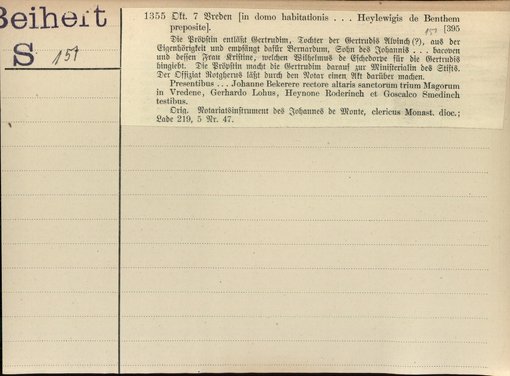 Beiheft
S 151
1355 Okt. 7 Vreden [in domo habitationis . . . Heylewigis de Benthem
preposite]. 151 [395
Die Pröpstin entläßt Gertrudim, Tochter der Gertrudis Alvinch (?), aus der
Eigenhörigkeit und empfängt dafür Bernardum, Sohn des Johannis . . . baroven
und dessen Frau Kristine, welchen Wilhelmus de Eschedorpe für die Gertrudis
hingiebt. Die Pröpstin macht die Gertrudim darauf zur Ministerialin des Stifts.
Der Offizial Rotgherus läßt durch den Notar einen Akt darüber machen.
Presentibus . . . Johanne Bekerere rectore altaris sanctorum trium Magorum
in Vredene, Gerhardo Lohus, Heynone Roderinch et Goscalco Smedinch
testibus.
Orig. Notariatsinstrument des Johannes de Monte, clericus Monast. dioc.;
Lade 219, 5 Nr. 47.